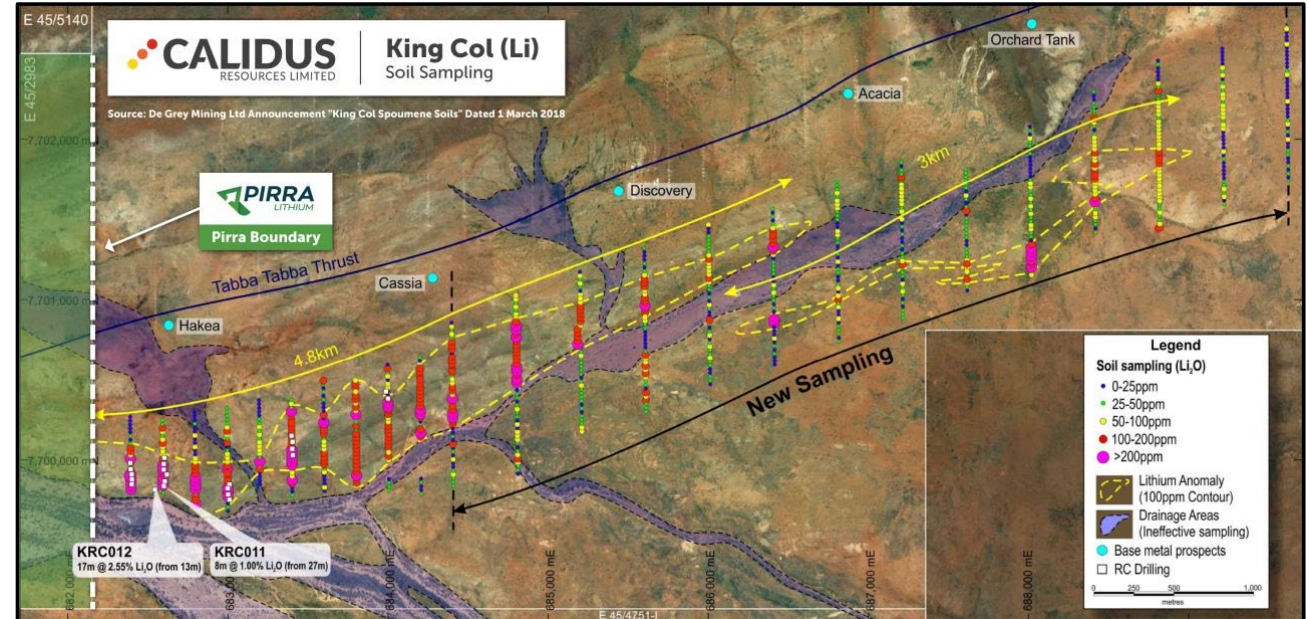 E 45/5140
E 45/2983
CALIDUS
RESOURCES LIMITED
King Col (Li)
Soil Sampling
Source: De Grey Mining Ltd Announcement "King Col Spoumene Soils" Dated 1 March 2018
Orchard Tank
Acacia
7,702,000 m
3km
PIRRA
LITHIUM
Pirra Boundary
Discovery
Tabba Tabba Thrust
Cassia
7,701,000 m
Hakea
4.8km
New Sampling
7,700,000 m
KRC012
17m @ 2.55% Li₂O (from 13m)
KRC011
8m @ 1.00% Li₂O (from 27m)
682,000 mE
683,0
684,000 mE
685,000 mE
686,000 mE
687,000 mE
688,000 mE
E 45/4751-I
Legend
Soil sampling (Li₂O)
0-25ppm
25-50ppm
50-100ppm
100-200ppm
>200ppm
Lithium Anomaly
(100ppm Contour)
Drainage Areas
(Ineffective sampling)
Base metal prospects
RC Drilling
0 250 500 1,000
metres